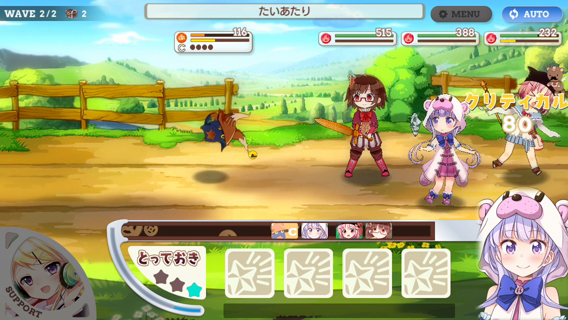 WAVE 2/2 2
たいあたり
MENU
AUTO
116
515
388
232
C
クリティカル
80
とっておき
SUPPORT